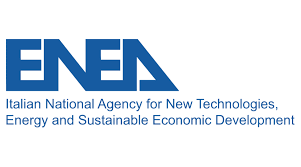 ENEA
Italian National Agency for New Technologies,
Energy and Sustainable Economic Development